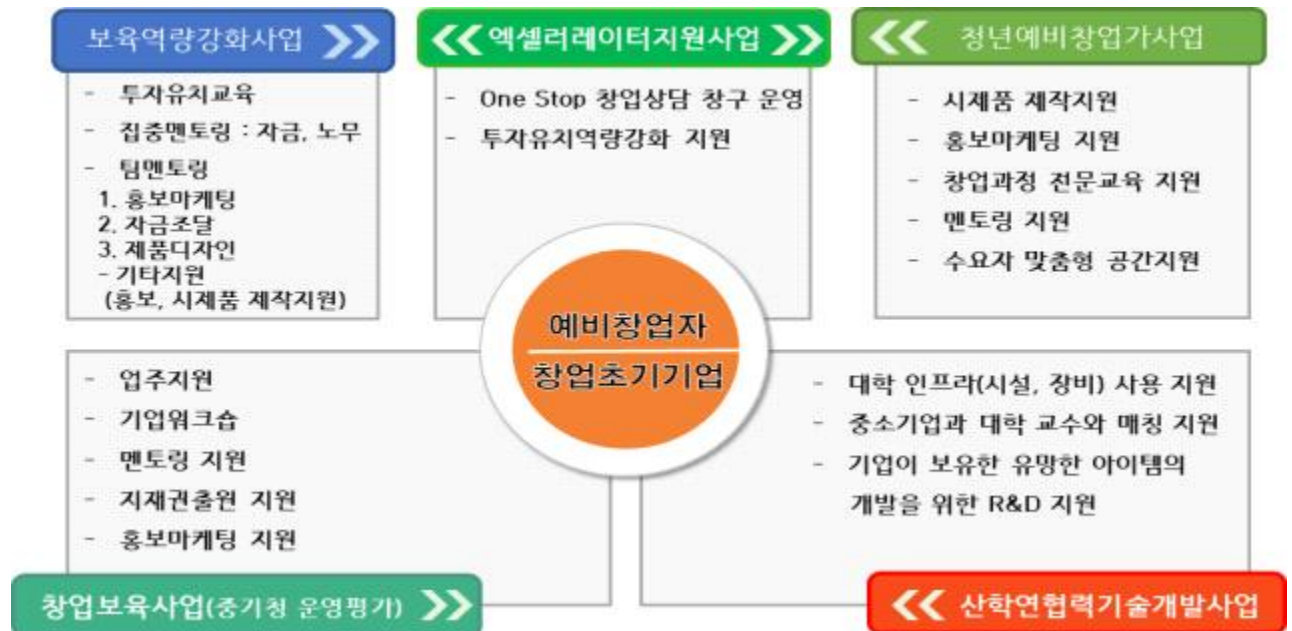 보육역량강화사업
- 투자유치교육
- 집중멘토링 : 자금, 노무
- 팀멘토링
1. 홍보마케팅
2. 자금조달
3. 제품디자인
- 기타지원
(홍보, 시제품 제작지원)
엑셀러레이터지원사업
- One Stop 창업상담 창구 운영
- 투자유치역량강화 지원
청년예비창업가사업
- 시제품 제작지원
- 홍보마케팅 지원
- 창업과정 전문교육 지원
- 멘토링 지원
- 수요자 맞춤형 공간지원
예비창업자
창업초기기업
- 업주지원
- 기업워크숍
- 멘토링 지원
- 지재권출원 지원
- 홍보마케팅 지원
창업보육사업(중기청 운영평가)
- 대학 인프라(시설, 장비) 사용 지원
- 중소기업과 대학 교수와 매칭 지원
- 기업이 보유한 유망한 아이템의
개발을 위한 R&D 지원
산학연협력기술개발사업